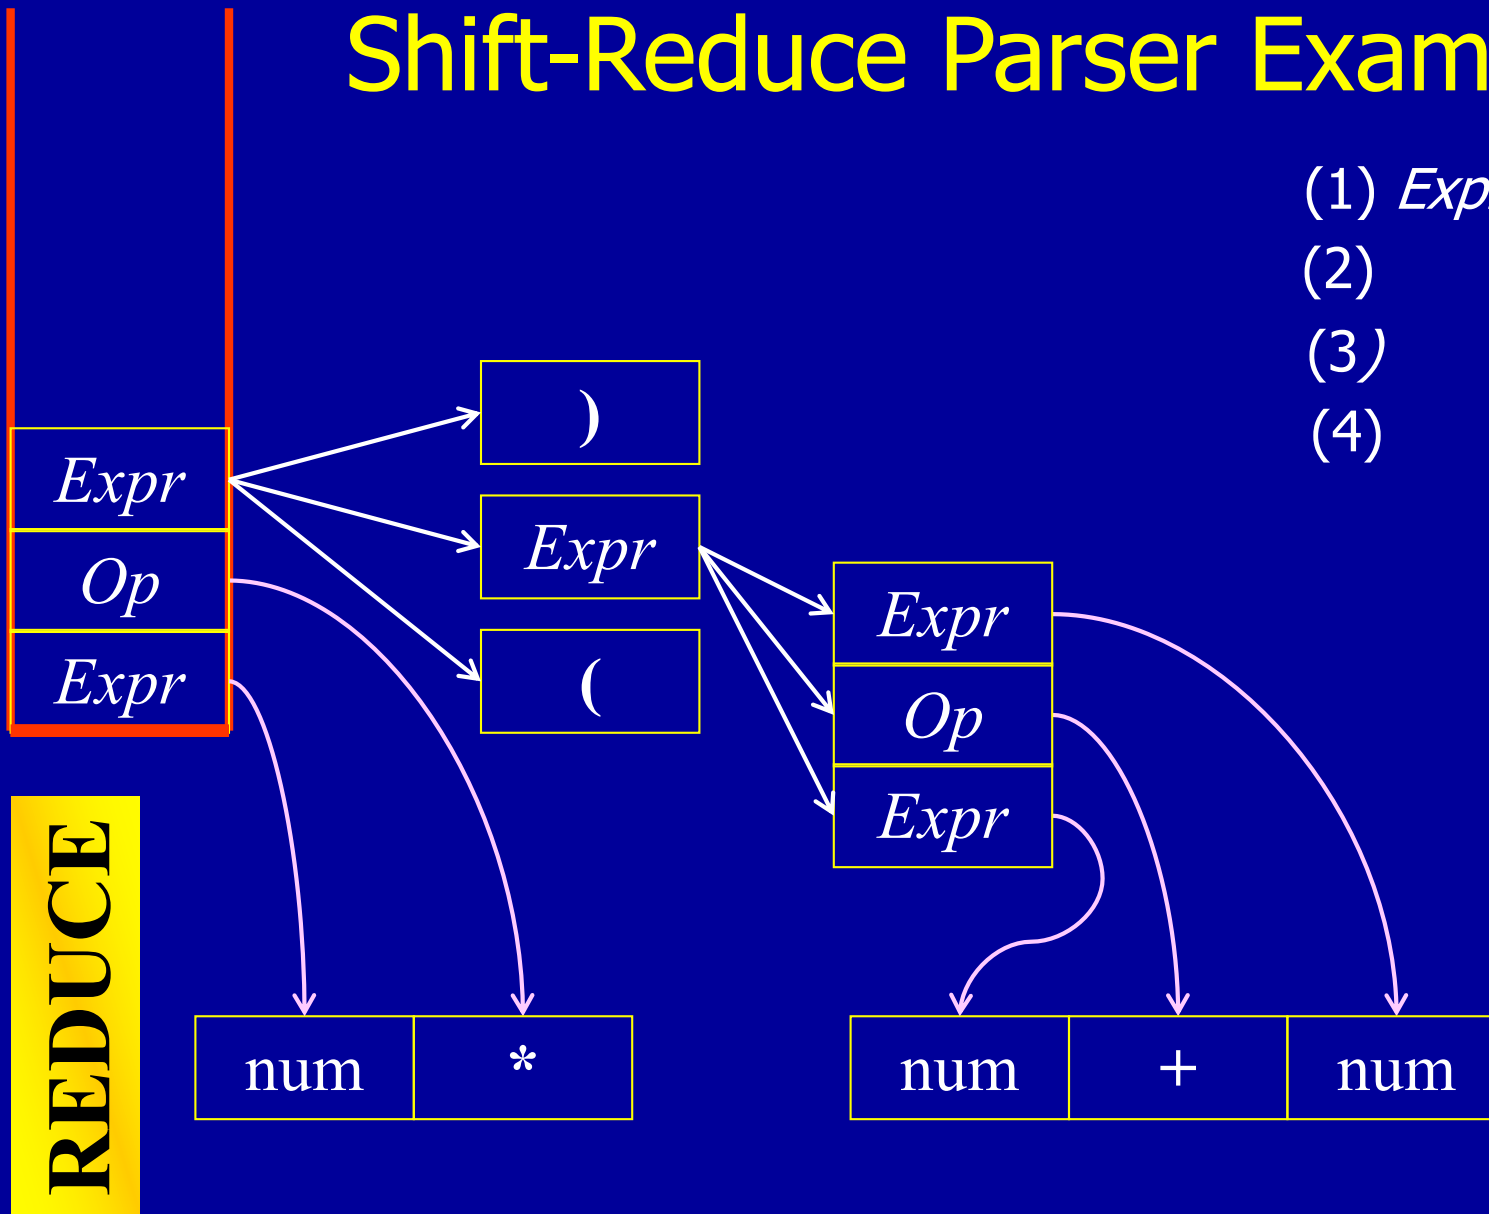 Shift-Reduce Parser Exam
(1) Expr
(2)
(3)
(4)
)
Expr
Expr
Expr
Op
(
Expr
Op
Expr
REDUCE
num * num + num